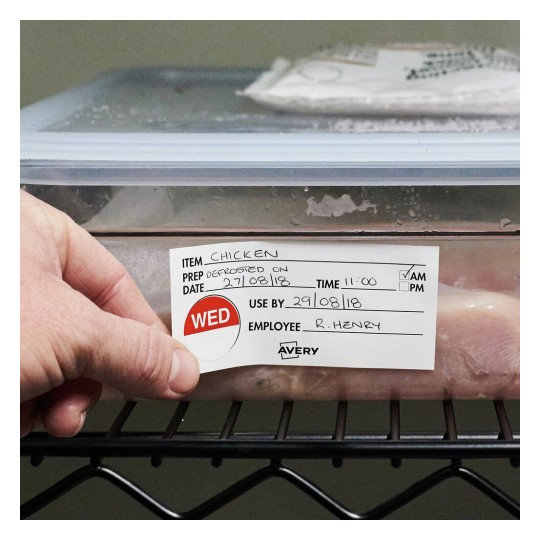 ITEM CHICKEN
PREP DEFROSTED ON
DATE 27/08/18 TIME 11:00 ✓AM
PM
WED
USE BY 29/08/18
EMPLOYEE R.HENRY
AVERY